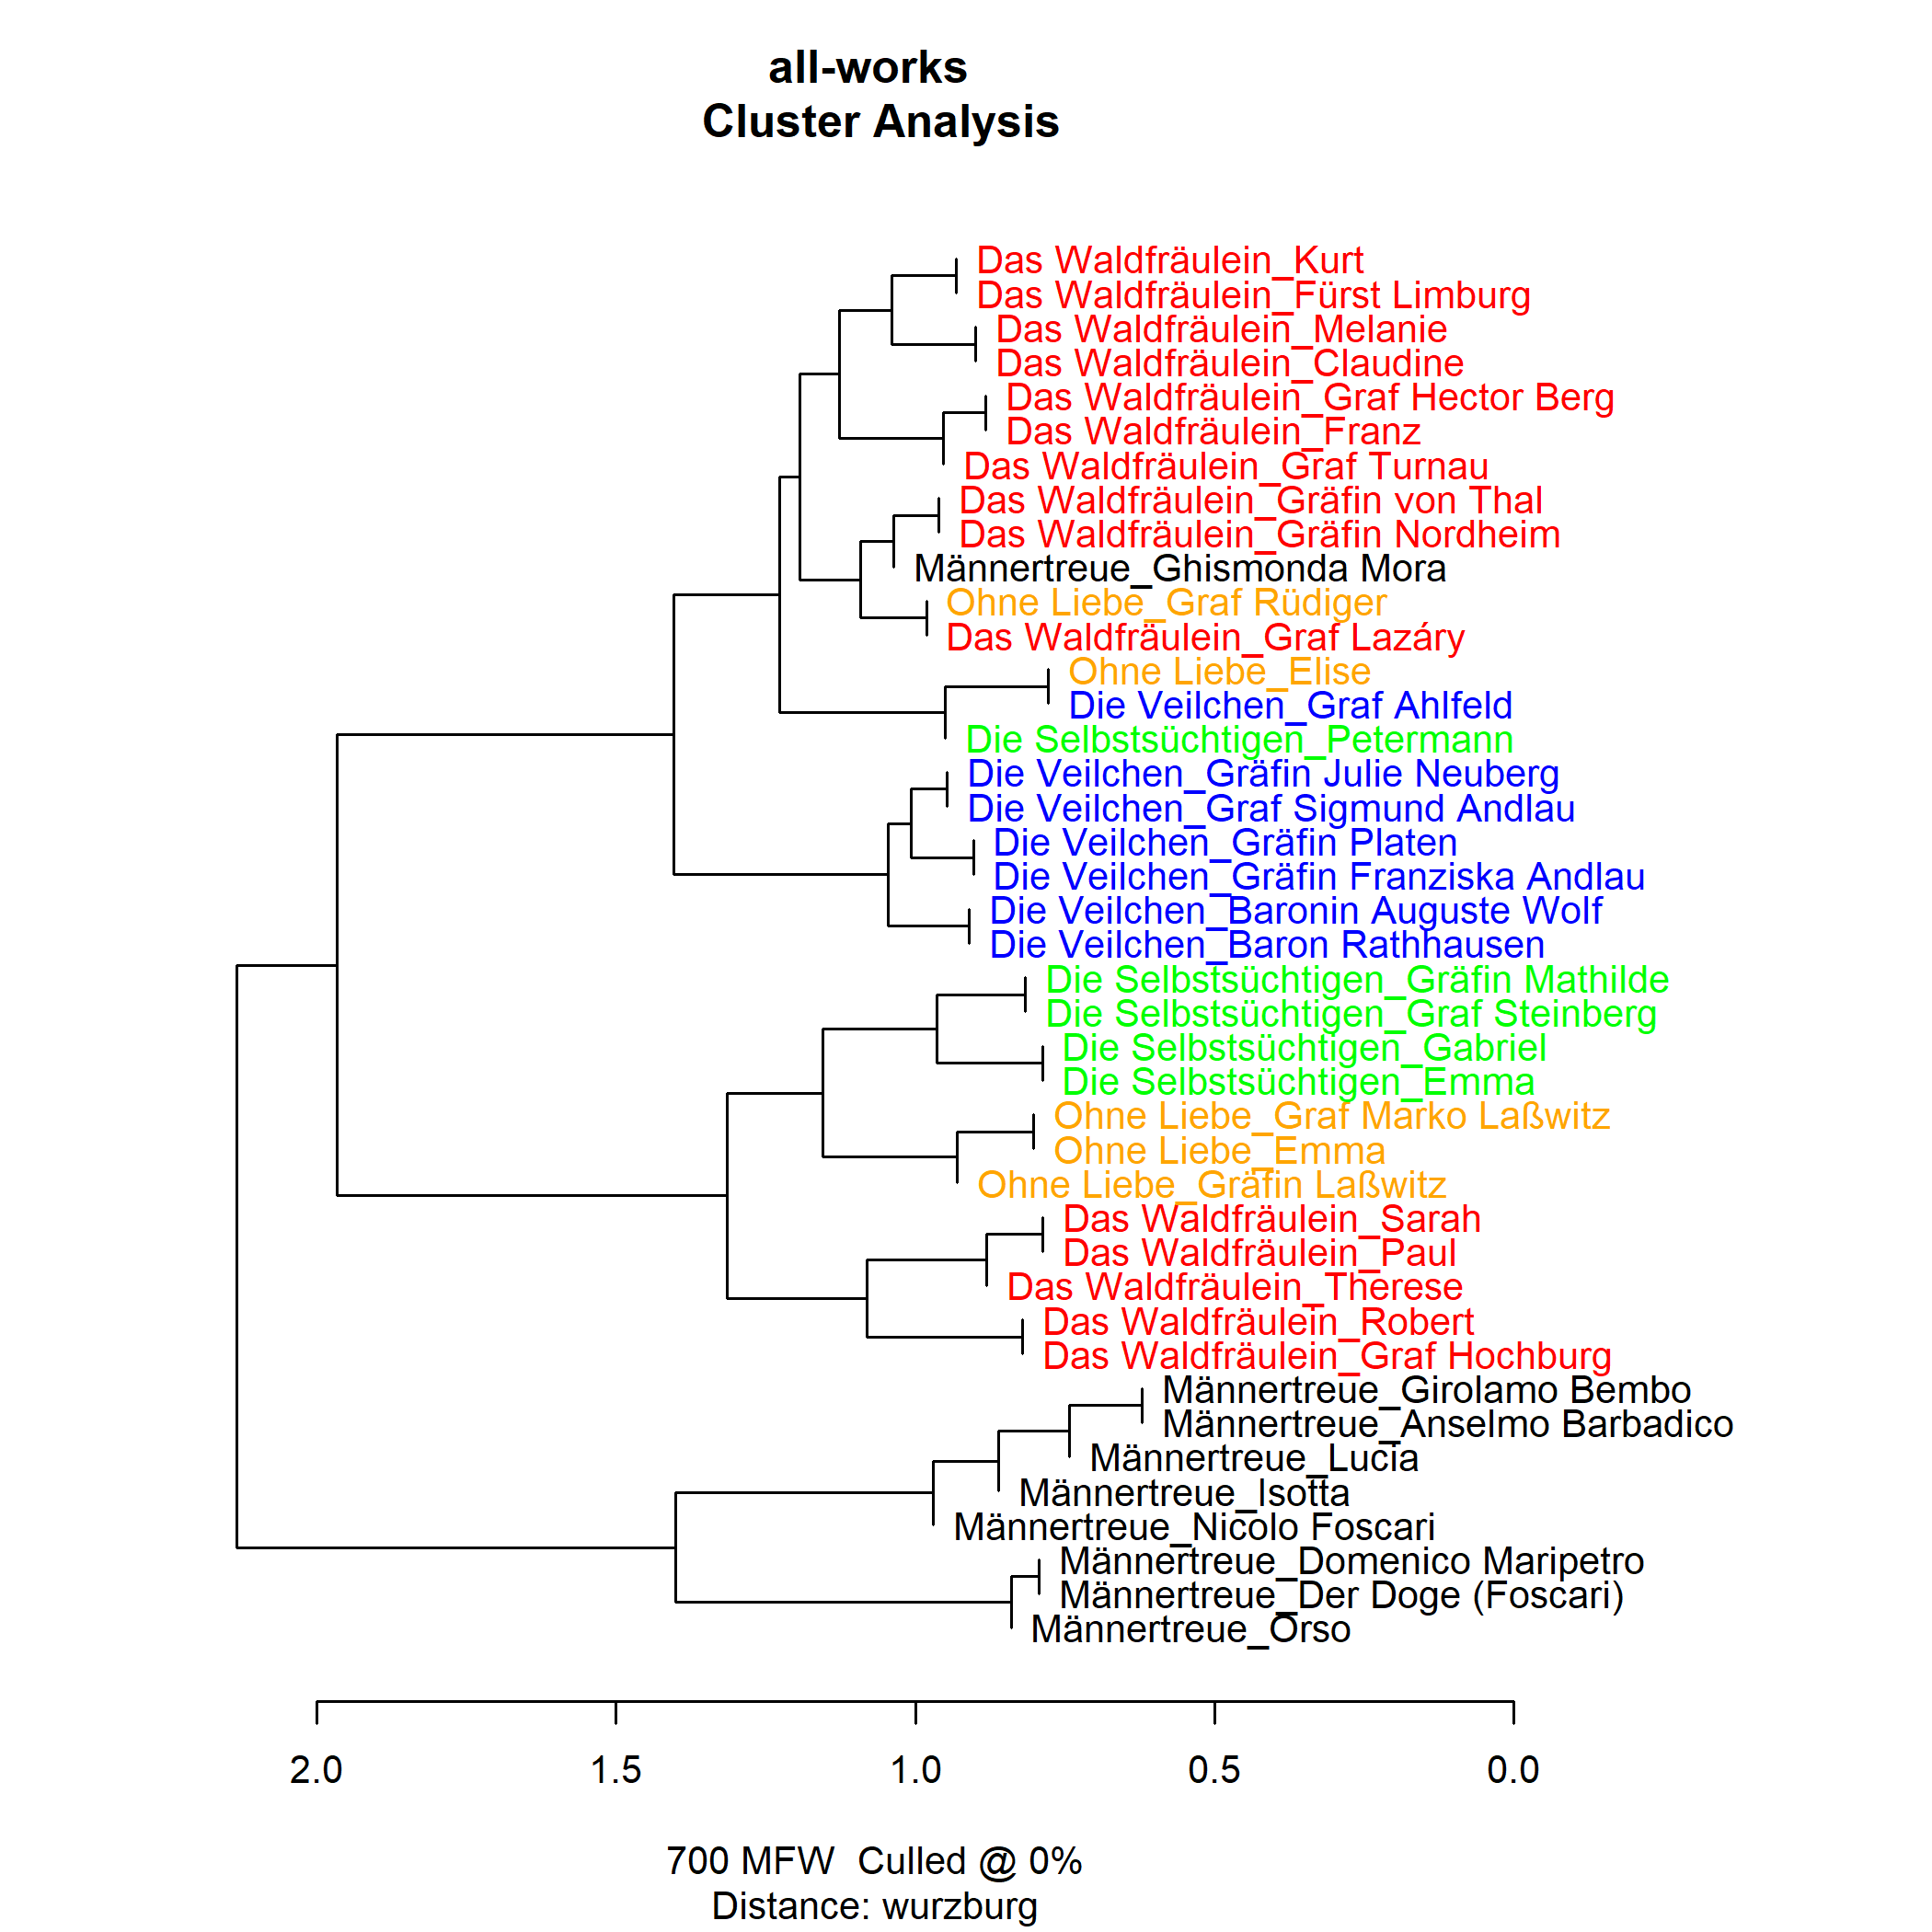 all-works
Cluster Analysis
Das Waldfräulein_Kurt
Das Waldfräulein_Fürst Limburg
Das Waldfräulein_Melanie
Das Waldfräulein_Claudine
Das Waldfräulein_Graf Hector Berg
Das Waldfräulein_Franz
Das Waldfräulein_Graf Turnau
Das Waldfräulein_Gräfin von Thal
Das Waldfräulein_Gräfin Nordheim
Männertreue_Ghismonda Mora
Ohne Liebe_Graf Rüdiger
Das Waldfräulein_Graf Lazáry
Ohne Liebe_Elise
Die Veilchen_Graf Ahlfeld
Die Selbstsüchtigen_Petermann
Die Veilchen_Gräfin Julie Neuberg
Die Veilchen_Graf Sigmund Andlau
Die Veilchen_Gräfin Platen
Die Veilchen_Gräfin Franziska Andlau
Die Veilchen_Baronin Auguste Wolf
Die Veilchen_Baron Rathhausen
Die Selbstsüchtigen_Gräfin Mathilde
Die Selbstsüchtigen_Graf Steinberg
Die Selbstsüchtigen_Gabriel
Die Selbstsüchtigen_Emma
Ohne Liebe_Graf Marko Laßwitz
Ohne Liebe_Emma
Ohne Liebe_Gräfin Laßwitz
Das Waldfräulein_Sarah
Das Waldfräulein_Paul
Das Waldfräulein_Therese
Das Waldfräulein_Robert
Das Waldfräulein_Graf Hochburg
Männertreue_Girolamo Bembo
Männertreue_Anselmo Barbadico
Männertreue_Lucia
Männertreue_Isotta
Männertreue_Nicolo Foscari
Männertreue_Domenico Maripetro
Männertreue_Der Doge (Foscari)
Männertreue_Orso
2.0 1.5 1.0 0.5 0.0
700 MFW  Culled @ 0%
Distance: wurzburg